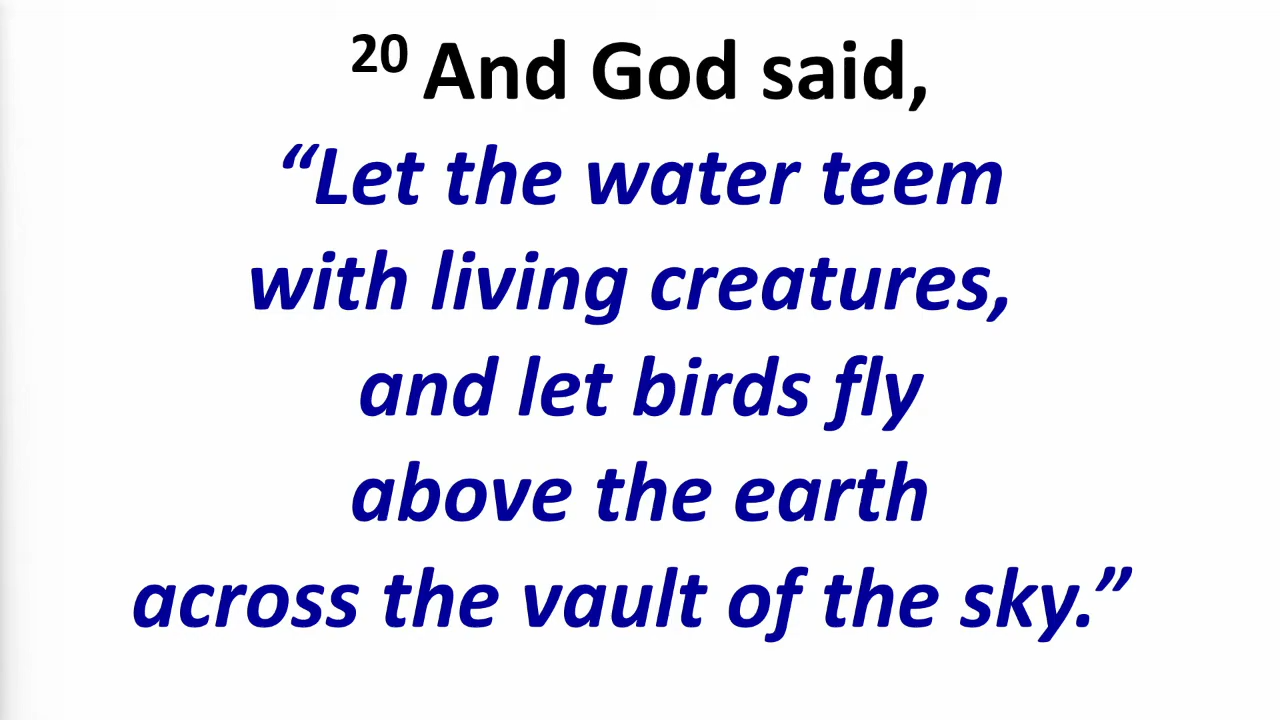 20 And God said,
“Let the water teem
with living creatures,
and let birds fly
above the earth
across the vault of the sky.”